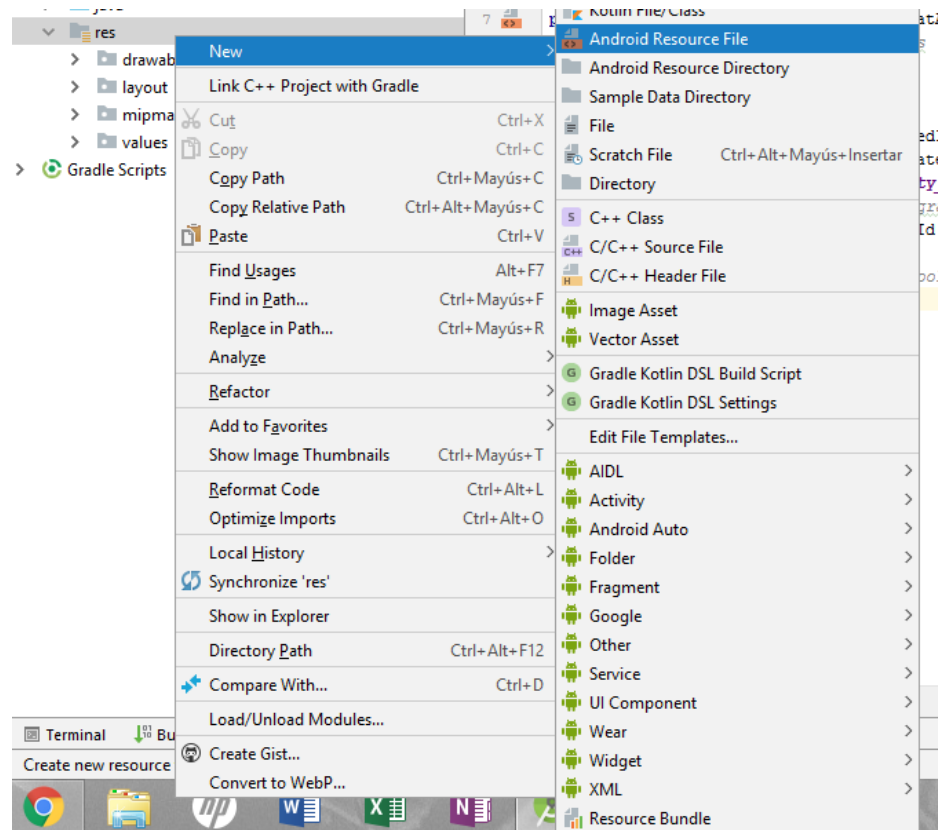 res
drawab
layout
mipma
values
Gradle Scripts
7
New
Link C++ Project with Gradle
Cut Ctrl+X
Copy Ctrl+C
Copy Path Ctrl+Mayús+C
Copy Relative Path Ctrl+Alt+Mayús+C
Paste Ctrl+V
Find Usages Alt+F7
Find in Path... Ctrl+Mayús+F
Replace in Path... Ctrl+Mayús+R
Analyze
Refactor
Add to Favorites
Show Image Thumbnails Ctrl+Mayús+T
Reformat Code Ctrl+Alt+L
Optimize Imports Ctrl+Alt+O
Local History
Synchronize 'res'
Show in Explorer
Directory Path Ctrl+Alt+F12
Compare With... Ctrl+D
Load/Unload Modules...
Create Gist...
Convert to WebP...
Kotlin File/Class
Android Resource File
Android Resource Directory
Sample Data Directory
File
Scratch File Ctrl+Alt+Mayús+Insertar
Directory
S C++ Class
C++ C/C++ Source File
H C/C++ Header File
Image Asset
Vector Asset
G Gradle Kotlin DSL Build Script
G Gradle Kotlin DSL Settings
Edit File Templates...
AIDL
Activity
Android Auto
Folder
Fragment
Google
Other
Service
UI Component
Wear
Widget
XML
Resource Bundle
Terminal Bu
Create new resource
hp W X N